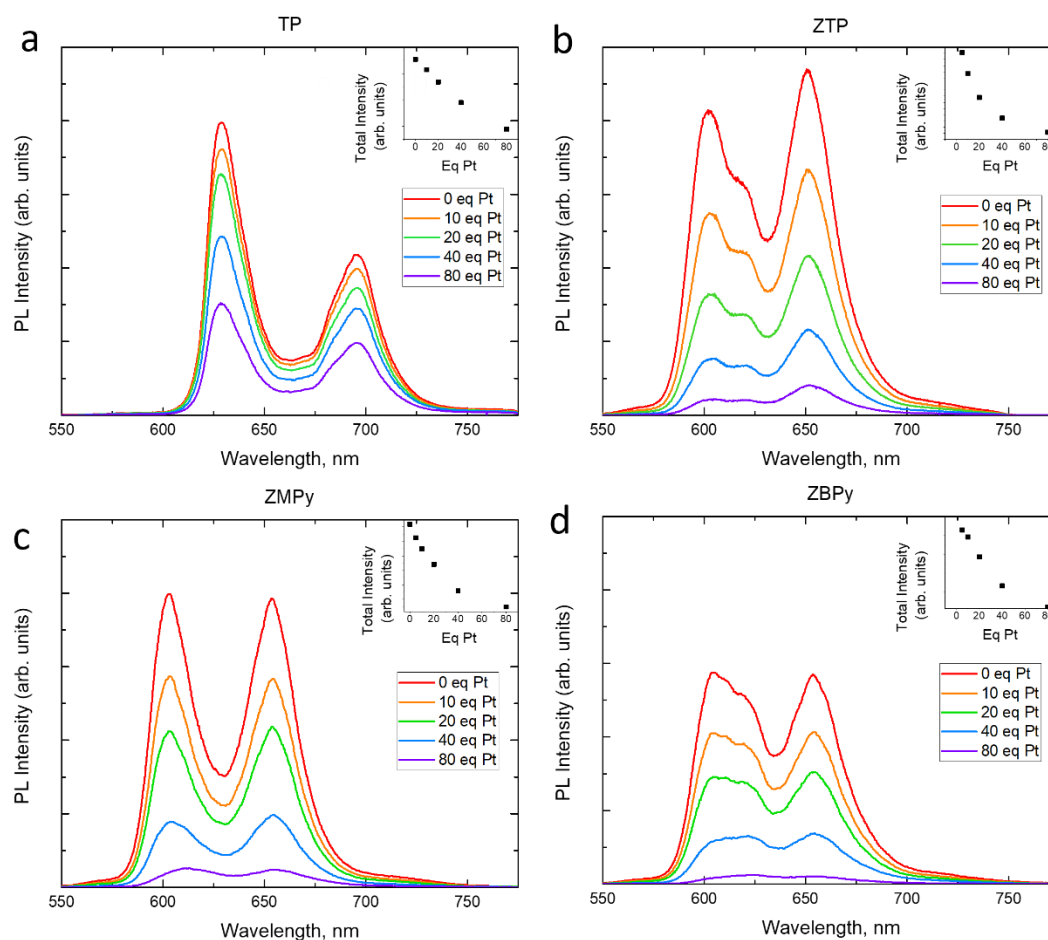 a
TP
PL Intensity (arb. units)
Total Intensity
(arb. units)
0 20 40 60 80
Eq Pt
0 eq Pt
10 eq Pt
20 eq Pt
40 eq Pt
80 eq Pt
550 600 650 700 750
Wavelength, nm
b
ZTP
PL Intensity (arb. units)
Total Intensity
(arb. units)
0 20 40 60 80
Eq Pt
0 eq Pt
10 eq Pt
20 eq Pt
40 eq Pt
80 eq Pt
550 600 650 700 750
Wavelength, nm
c
ZMPy
PL Intensity (arb. units)
Total Intensity
(arb. units)
0 20 40 60 80
Eq Pt
0 eq Pt
10 eq Pt
20 eq Pt
40 eq Pt
80 eq Pt
550 600 650 700 750
Wavelength, nm
d
ZBPy
PL Intensity (arb. units)
Total Intensity
(arb. units)
0 20 40 60 80
Eq Pt
0 eq Pt
10 eq Pt
20 eq Pt
40 eq Pt
80 eq Pt
550 600 650 700 750
Wavelength, nm